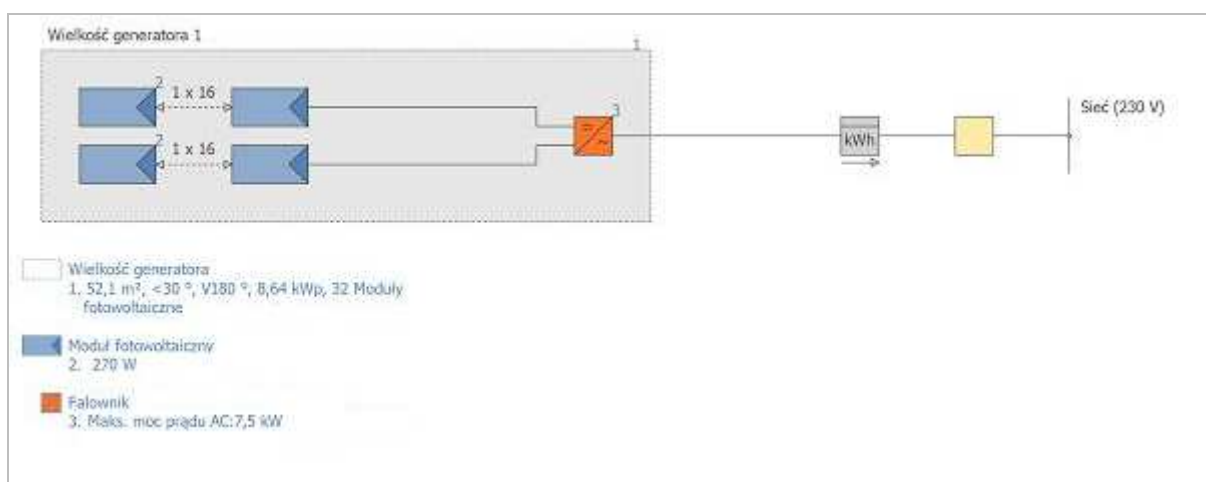 Wielkość generatora 1
1
2
1 x 16
2
1 x 16
3
kWh
Sieć (230 V)
Wielkość generatora
1. 52,1 m², <30 °, V180 °, 8,64 kWp, 32 Moduły
fotowoltaiczne
Moduł fotowoltaiczny
2. 270 W
Falownik
3. Maks. moc prądu AC:7,5 kW